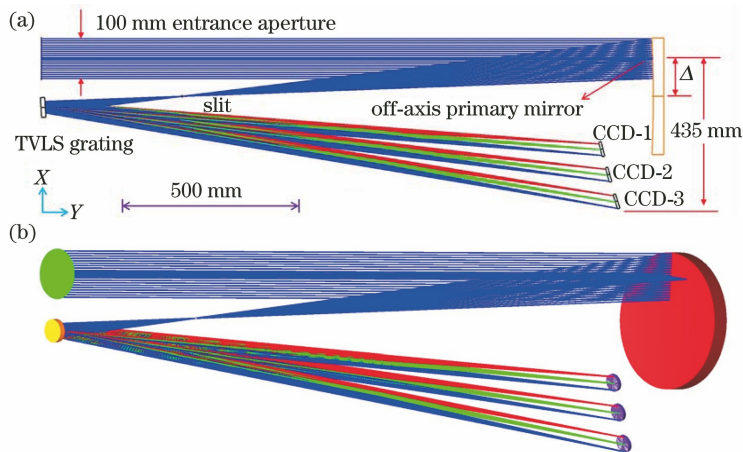 (a)
100 mm entrance aperture
Δ
slit
off-axis primary mirror
435 mm
CCD-1
TVLS grating
CCD-2
X
500 mm
CCD-3
Y
(b)